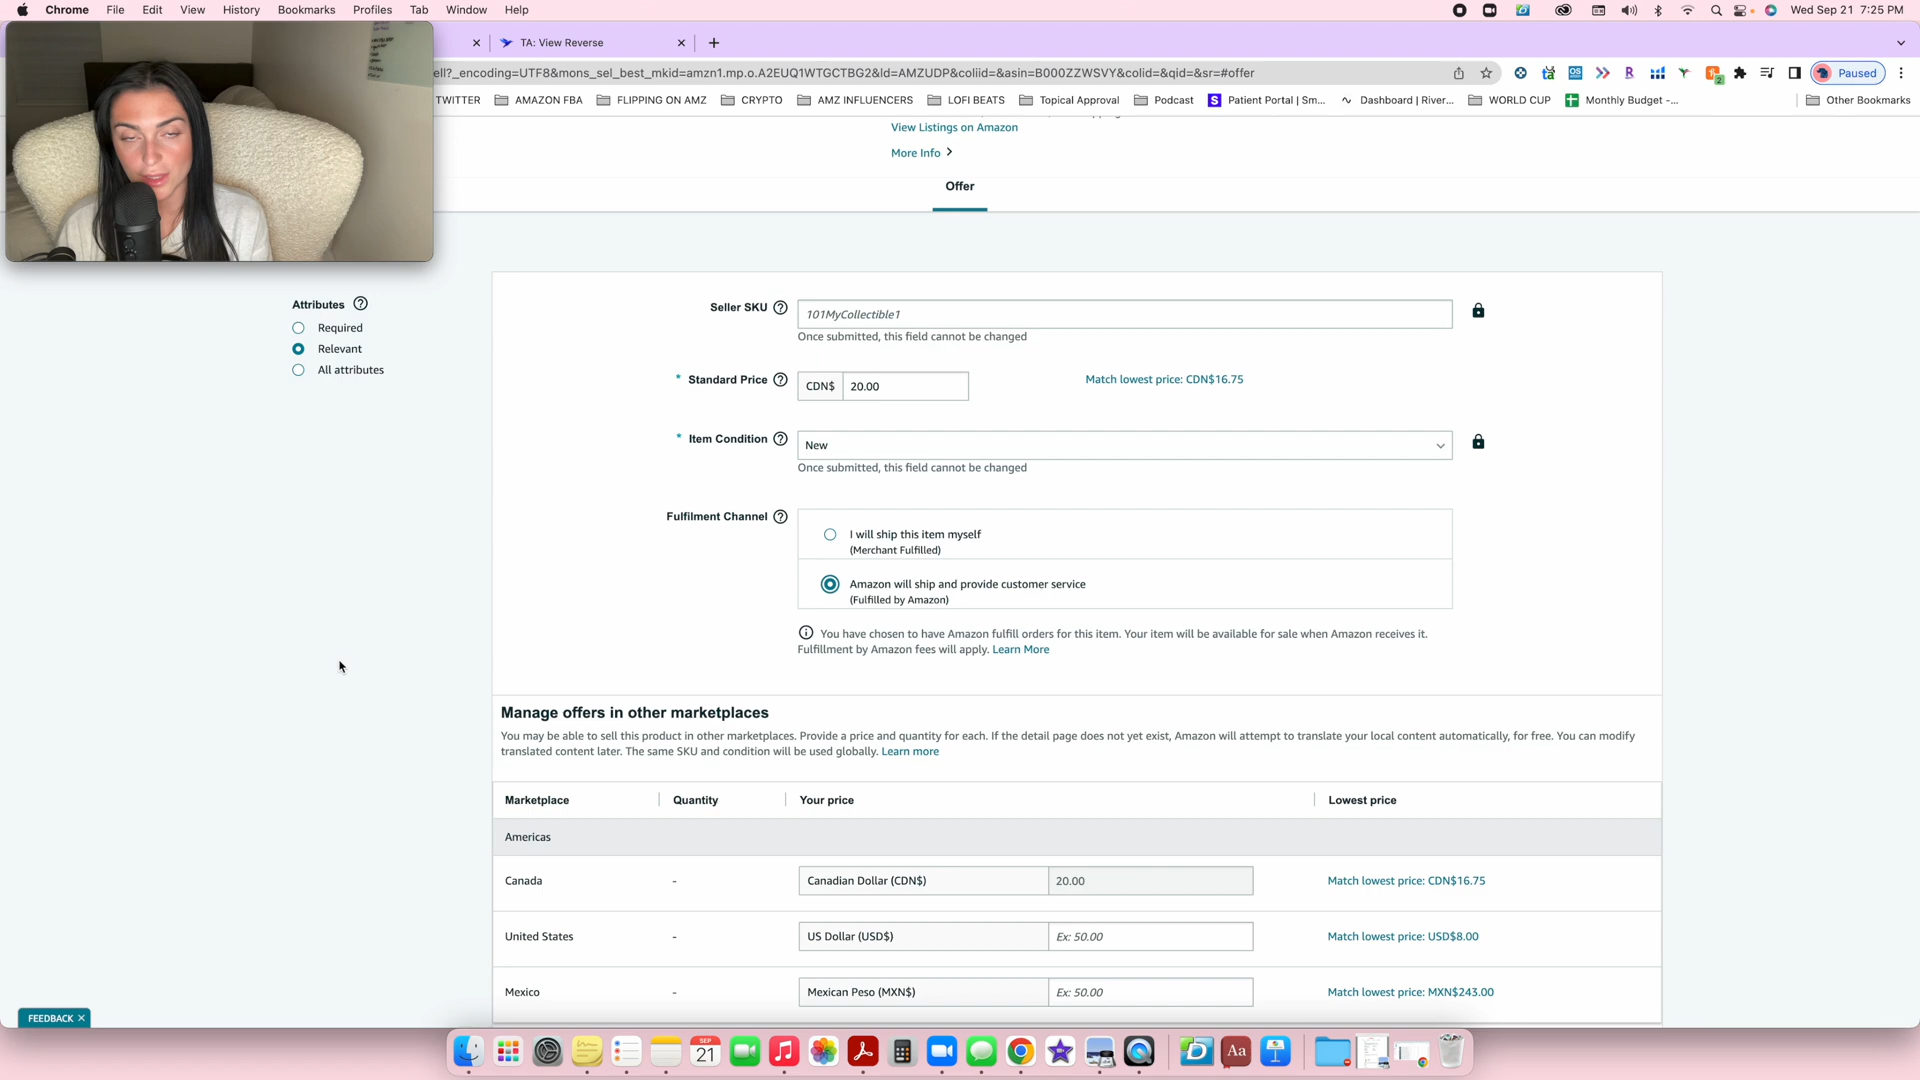 Chrome File Edit View History Bookmarks Profiles Tab Window Help Wed Sep 21 7:25 PM
TA: View Reverse
ell?_encoding=UTF8&mons_sel_best_mkid=amzn1.mp.o.A2EUQ1WTGCTBG2&ld=AMZUDP&coliid=&asin=B000ZZWSVY&colid=&qid=&sr=#offer Paused
TWITTER AMAZON FBA FLIPPING ON AMZ CRYPTO AMZ INFLUENCERS LOFI BEATS Topical Approval Podcast Patient Portal | Sm... Dashboard | River... WORLD CUP Monthly Budget -... Other Bookmarks
View Listings on Amazon
More Info
Offer
Attributes
Required
Relevant
All attributes
Seller SKU 101MyCollectible1
Once submitted, this field cannot be changed
* Standard Price CDN$ 20.00 Match lowest price: CDN$16.75
* Item Condition New
Once submitted, this field cannot be changed
Fulfilment Channel
I will ship this item myself
(Merchant Fulfilled)
Amazon will ship and provide customer service
(Fulfilled by Amazon)
You have chosen to have Amazon fulfill orders for this item. Your item will be available for sale when Amazon receives it.
Fulfillment by Amazon fees will apply. Learn More
Manage offers in other marketplaces
You may be able to sell this product in other marketplaces. Provide a price and quantity for each. If the detail page does not yet exist, Amazon will attempt to translate your local content automatically, for free. You can modify
translated content later. The same SKU and condition will be used globally. Learn more
Marketplace Quantity Your price Lowest price
Americas
Canada - Canadian Dollar (CDN$) 20.00 Match lowest price: CDN$16.75
United States - US Dollar (USD$) Ex: 50.00 Match lowest price: USD$8.00
Mexico - Mexican Peso (MXN$) Ex: 50.00 Match lowest price: MXN$243.00
FEEDBACK
SEP
21
Aa